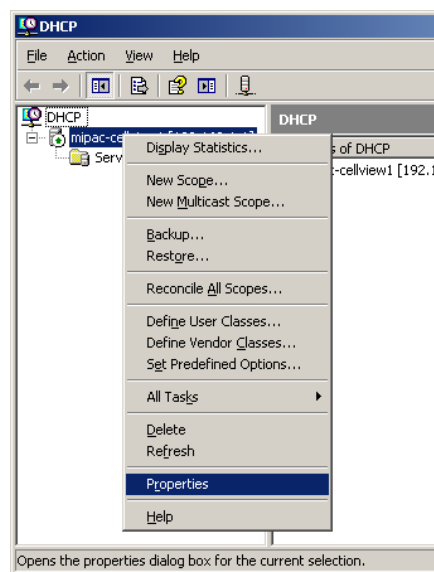 DHCP
File Action View Help
DHCP
DHCP
mipac-ce
s of DHCP
Serv
-cellview1 [192.1
Display Statistics...
New Scope...
New Multicast Scope...
Backup...
Restore...
Reconcile All Scopes...
Define User Classes...
Define Vendor Classes...
Set Predefined Options...
All Tasks
Delete
Refresh
Properties
Help
Opens the properties dialog box for the current selection.